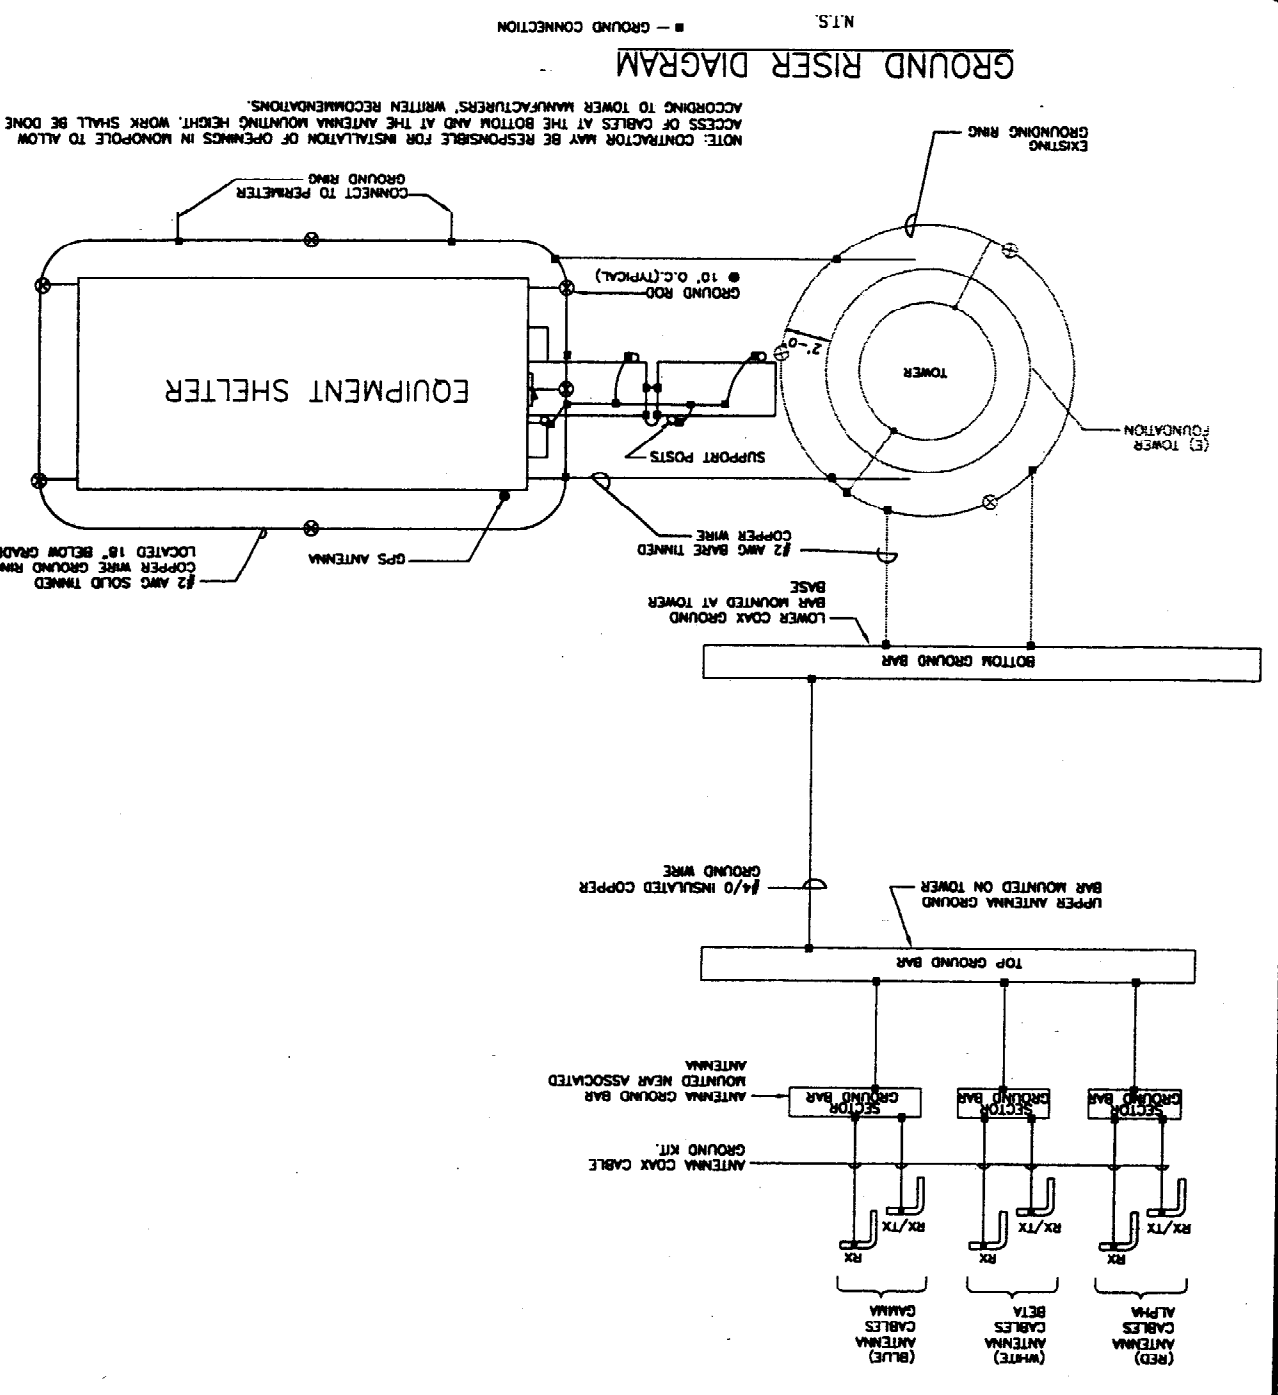 (RED)
ANTENNA
CABLES
ALPHA
(WHITE)
ANTENNA
CABLES
BETA
(BLUE)
ANTENNA
CABLES
GAMMA
RX
RX/TX
RX
RX/TX
RX
RX/TX
ANTENNA COAX CABLE
GROUND KIT.
SECTOR
GROUND BAR
SECTOR
GROUND BAR
SECTOR
GROUND BAR
ANTENNA GROUND BAR
MOUNTED NEAR ASSOCIATED
ANTENNA
TOP GROUND BAR
UPPER ANTENNA GROUND
BAR MOUNTED ON TOWER
#4/0 INSULATED COPPER
GROUND WIRE
BOTTOM GROUND BAR
LOWER COAX GROUND
BAR MOUNTED AT TOWER
BASE
#2 AWG BARE TINNED
COPPER WIRE
GPS ANTENNA
#2 AWG SOLID TINNED
COPPER WIRE GROUND RING
LOCATED 18" BELOW GRADE
(E) TOWER
FOUNDATION
TOWER
2'-0"
SUPPORT POSTS
EQUIPMENT SHELTER
GROUND ROD
● 10' O.C.(TYPICAL)
EXISTING
GROUNDING RING
CONNECT TO PERIMETER
GROUND RING
NOTE: CONTRACTOR MAY BE RESPONSIBLE FOR INSTALLATION OF OPENINGS IN MONOPOLE TO ALLOW
ACCESS OF CABLES AT THE BOTTOM AND AT THE ANTENNA MOUNTING HEIGHT. WORK SHALL BE DONE
ACCORDING TO TOWER MANUFACTURERS' WRITTEN RECOMMENDATIONS.
GROUND RISER DIAGRAM
N.T.S.
■ — GROUND CONNECTION